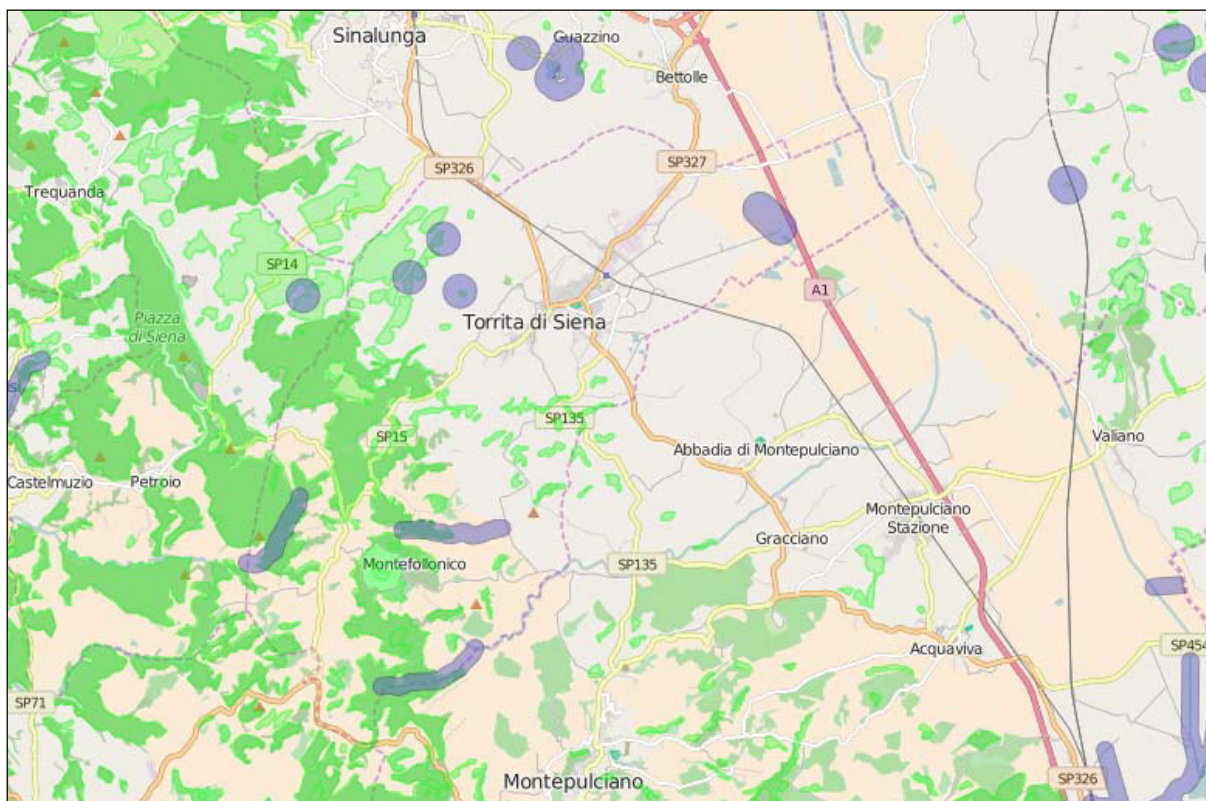 Sinalunga
Guazzino
Bettolle
SP326
SP327
Trequanda
SP14
A1
Piazza
di Siena
Torrita di Siena
SP135
SP15
Abbadia di Montepulciano
Valiano
Castelmuzio
Petroio
Montepulciano
Stazione
Gracciano
Montefollonico
SP135
Acquaviva
SP454
SP71
Montepulciano
SP326